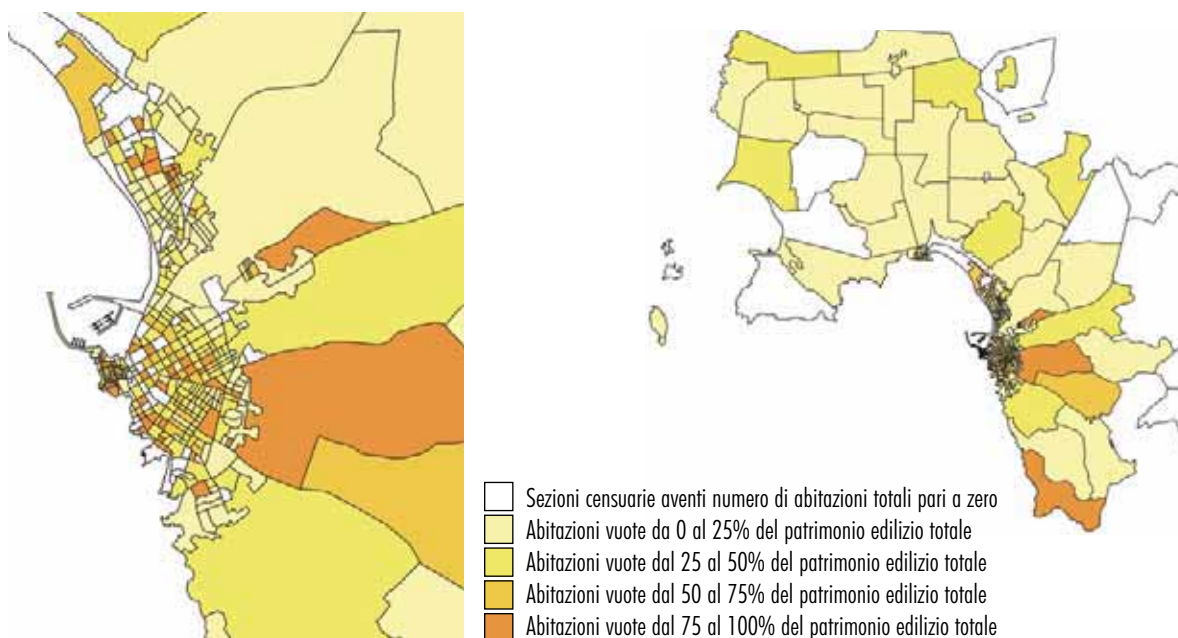 Sezioni censuarie aventi numero di abitazioni totali pari a zero
Abitazioni vuote da 0 al 25% del patrimonio edilizio totale
Abitazioni vuote dal 25 al 50% del patrimonio edilizio totale
Abitazioni vuote dal 50 al 75% del patrimonio edilizio totale
Abitazioni vuote dal 75 al 100% del patrimonio edilizio totale